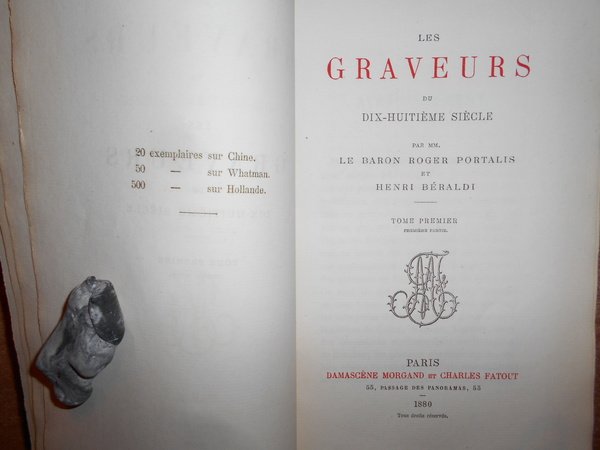 20 exemplaires sur Chine.
50 — sur Whatman.
500 — sur Hollande.
LES
GRAVEURS
DU
DIX-HUITIÈME SIÈCLE
PAR MM.
LE BARON ROGER PORTALIS
ET
HENRI BÉRALDI
TOME PREMIER
PREMIÈRE PARTIE.
PARIS
DAMASCÈNE MORGAND ET CHARLES FATOUT
55, PASSAGE DES PANORAMAS, 55
1880
Tous droits réservés.